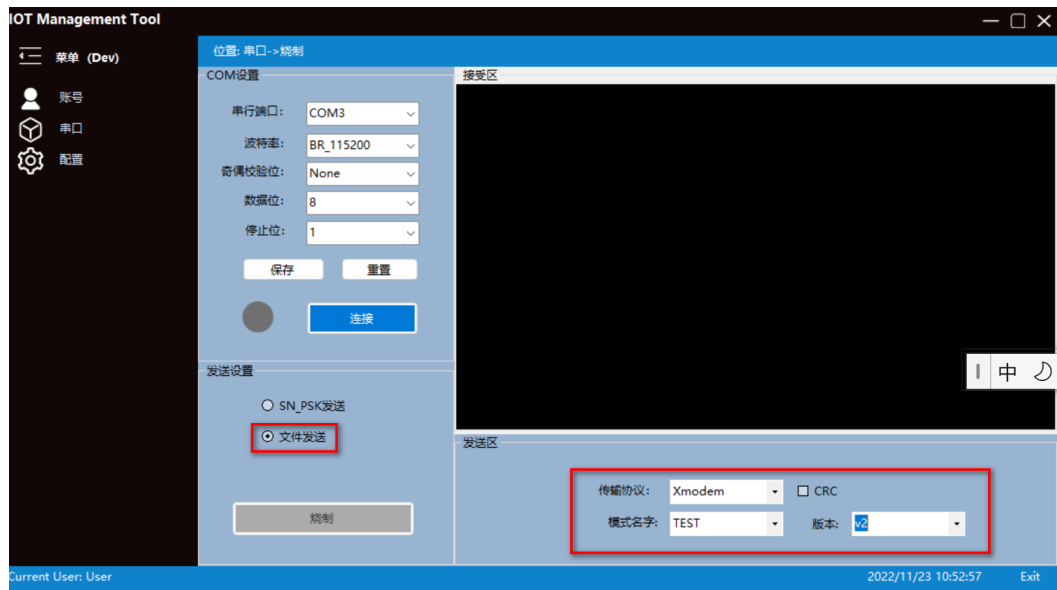 IOT Management Tool
菜单 (Dev)
账号
串口
配置
位置: 串口->烧制
COM设置
串行端口: COM3
波特率: BR_115200
奇偶校验位: None
数据位: 8
停止位: 1
保存 重置
连接
发送设置
SN_PSK发送
文件发送
烧制
接受区
中
发送区
传输协议: Xmodem CRC
模式名字: TEST 版本: v2
Current User: User 2022/11/23 10:52:57 Exit